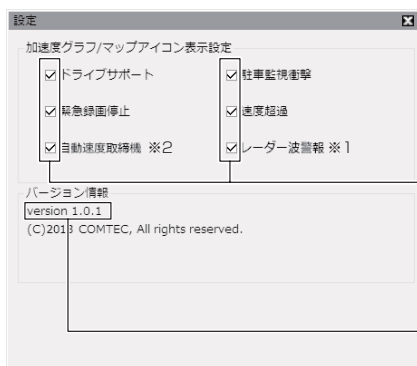 設定
加速度グラフ/マップアイコン表示設定
ドライブサポート
駐車監視衝撃
緊急録画停止
速度超過
自動速度取締機 ※2
レーダー波警報 ※1
バージョン情報
version 1.0.1
(C)2013 COMTEC, All rights reserved.